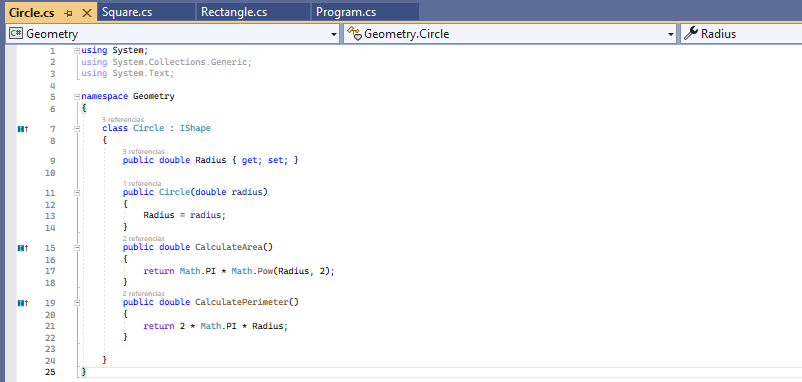 Circle.cs Square.cs Rectangle.cs Program.cs
C# Geometry Geometry.Circle Radius
1 using System;
2 using System.Collections.Generic;
3 using System.Text;
4
5 namespace Geometry
6 {
3 referencias
7 class Circle : IShape
8 {
3 referencias
9 public double Radius { get; set; }
10
1 referencia
11 public Circle(double radius)
12 {
13 Radius = radius;
14 }
2 referencias
15 public double CalculateArea()
16 {
17 return Math.PI * Math.Pow(Radius, 2);
18 }
2 referencias
19 public double CalculatePerimeter()
20 {
21 return 2 * Math.PI * Radius;
22 }
23
24 }
25 }